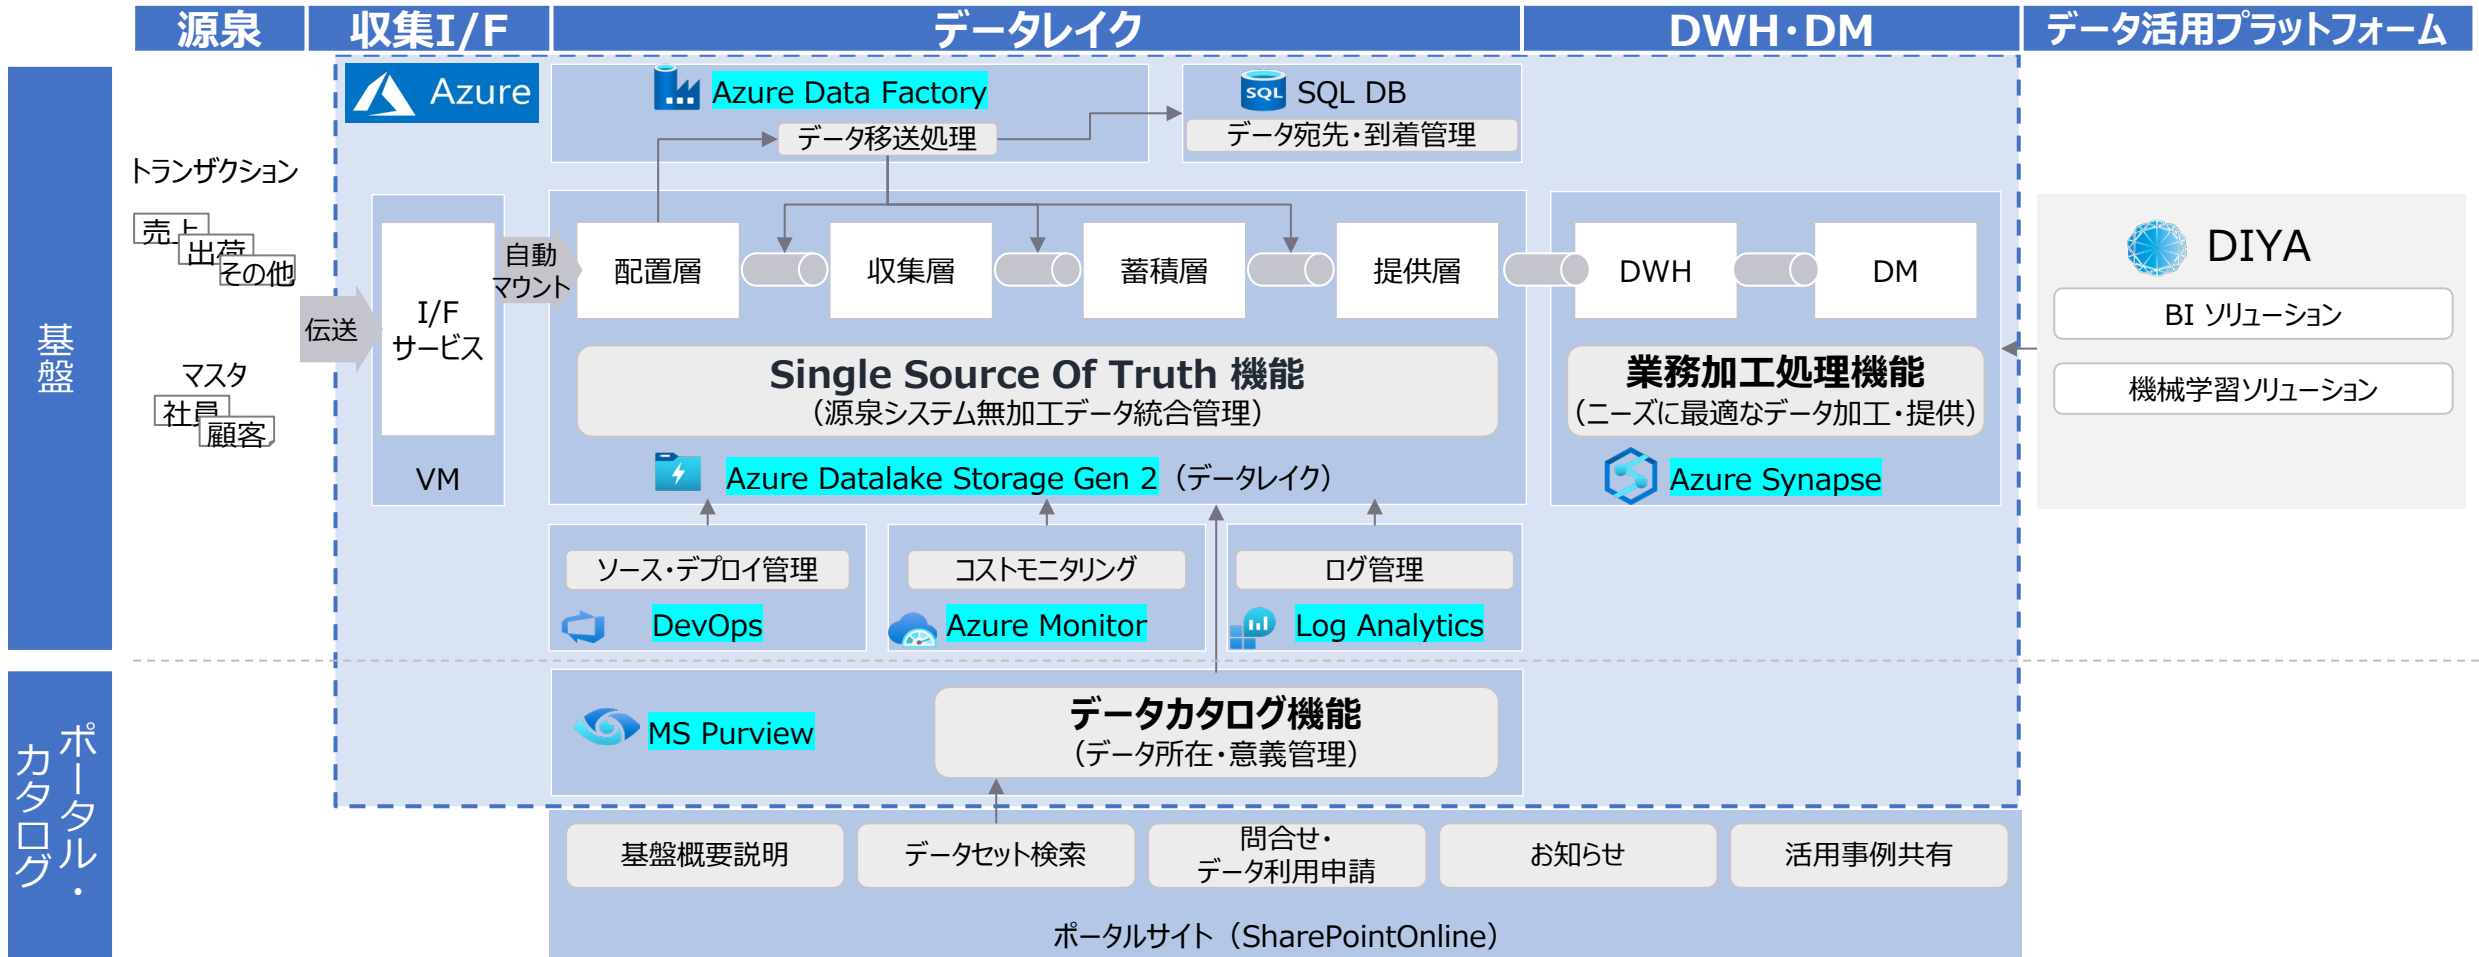 源泉
収集I/F
データレイク
DWH・DM
データ活用プラットフォーム
基盤
Azure
Azure Data Factory
データ移送処理
SQL DB
データ宛先・到着管理
トランザクション
売上
出荷
その他
伝送
マスタ
社員
顧客
I/F
サービス
VM
自動
マウント
配置層
収集層
蓄積層
提供層
DWH
DM
Single Source Of Truth 機能
（源泉システム無加工データ統合管理）
業務加工処理機能
（ニーズに最適なデータ加工・提供）
Azure Datalake Storage Gen 2（データレイク）
Azure Synapse
DIYA
BI ソリューション
機械学習ソリューション
ソース・デプロイ管理
DevOps
コストモニタリング
Azure Monitor
ログ管理
Log Analytics
ポータル・
カタログ
MS Purview
データカタログ機能
（データ所在・意義管理）
基盤概要説明
データセット検索
問合せ・
データ利用申請
お知らせ
活用事例共有
ポータルサイト（SharePointOnline）